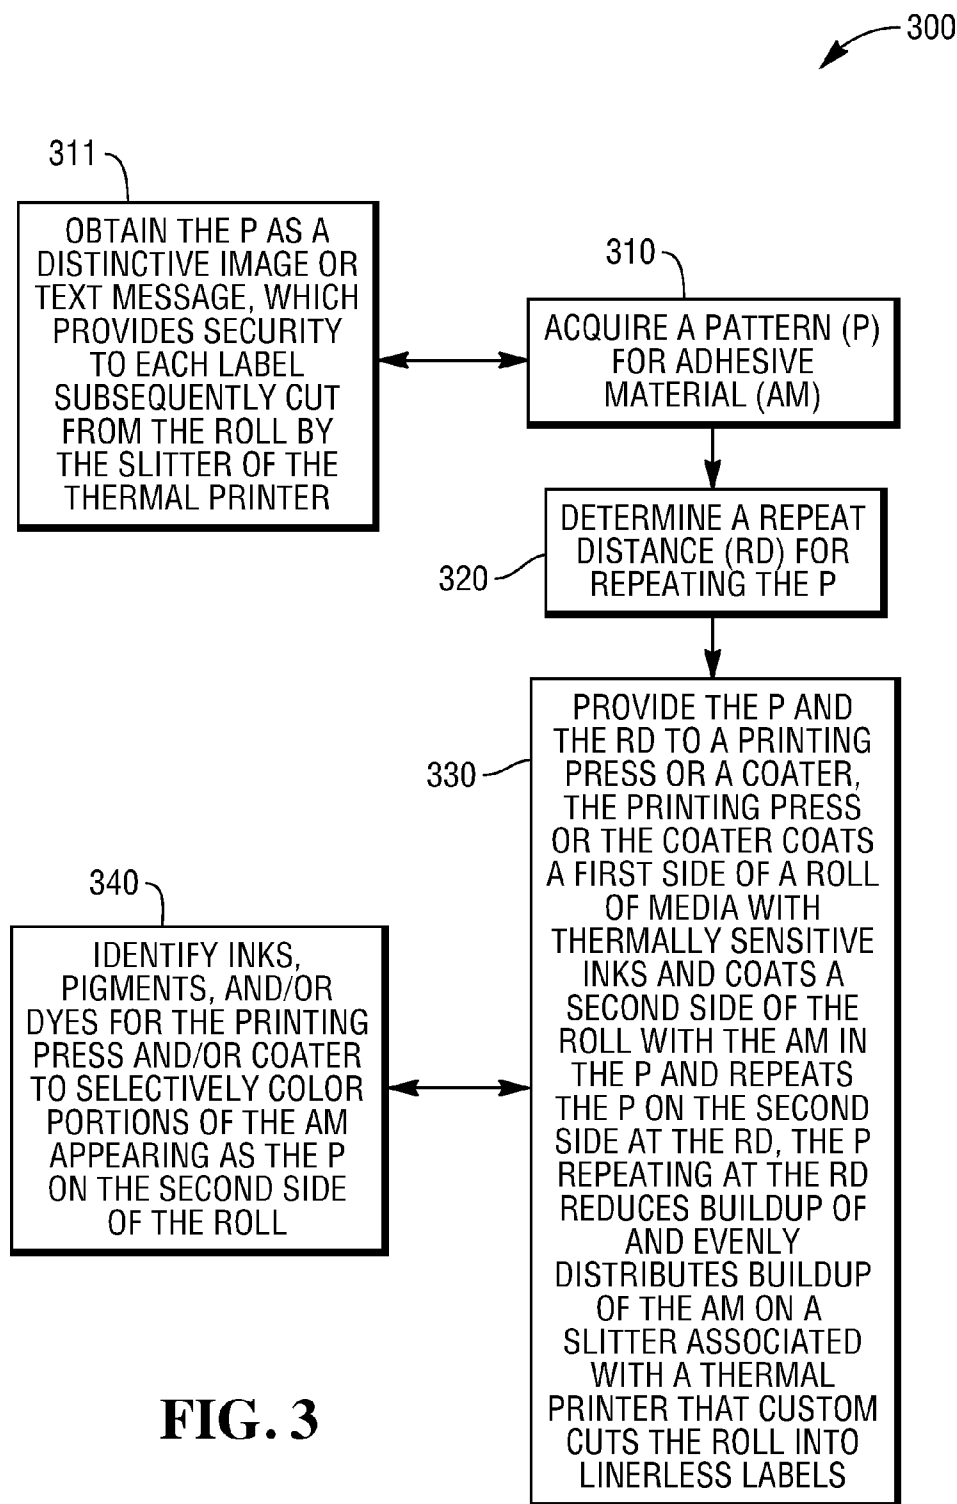 300
311
OBTAIN THE P AS A
DISTINCTIVE IMAGE OR
TEXT MESSAGE, WHICH
PROVIDES SECURITY
TO EACH LABEL
SUBSEQUENTLY CUT
FROM THE ROLL BY
THE SLITTER OF THE
THERMAL PRINTER
310
ACQUIRE A PATTERN (P)
FOR ADHESIVE
MATERIAL (AM)
320
DETERMINE A REPEAT
DISTANCE (RD) FOR
REPEATING THE P
330
PROVIDE THE P AND
THE RD TO A PRINTING
PRESS OR A COATER,
THE PRINTING PRESS
OR THE COATER COATS
A FIRST SIDE OF A ROLL
OF MEDIA WITH
THERMALLY SENSITIVE
INKS AND COATS A
SECOND SIDE OF THE
ROLL WITH THE AM IN
THE P AND REPEATS
THE P ON THE SECOND
SIDE AT THE RD, THE P
REPEATING AT THE RD
REDUCES BUILDUP OF
AND EVENLY
DISTRIBUTES BUILDUP
OF THE AM ON A
SLITTER ASSOCIATED
WITH A THERMAL
PRINTER THAT CUSTOM
CUTS THE ROLL INTO
LINERLESS LABELS
340
IDENTIFY INKS,
PIGMENTS, AND/OR
DYES FOR THE PRINTING
PRESS AND/OR COATER
TO SELECTIVELY COLOR
PORTIONS OF THE AM
APPEARING AS THE P
ON THE SECOND SIDE
OF THE ROLL
FIG. 3